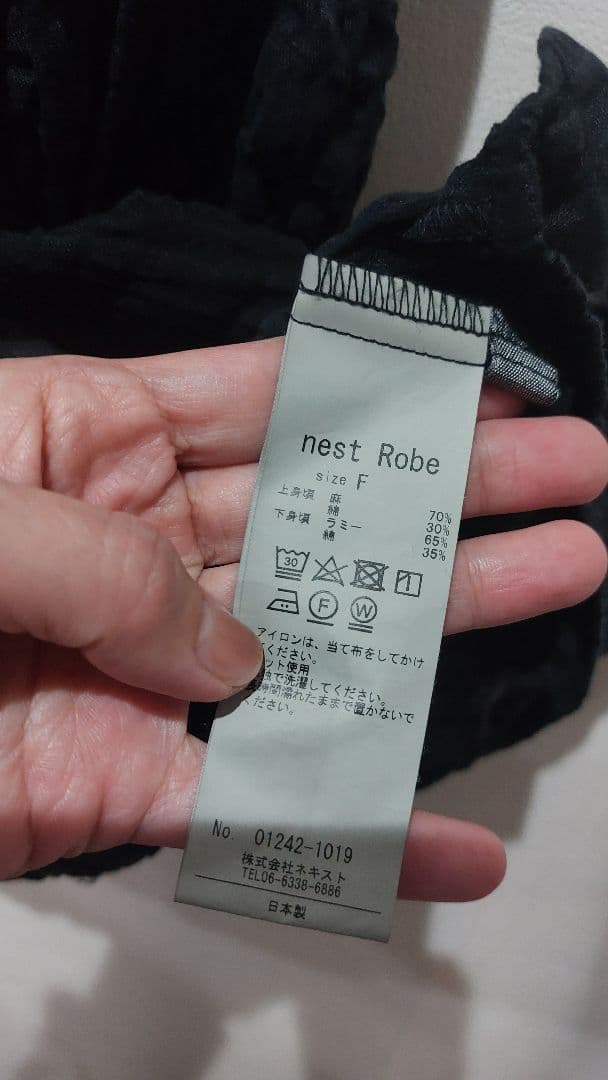 nest Robe
size F
上身頃 麻 70%
綿 30%
下身頃 ラミー 65%
綿 35%
30
F W
アイロンは、当て布をしてかけ
ください。
ット使用
で洗濯してください。
時間濡れたままで置かないで
ください。
No. 01242-1019
株式会社ネキスト
TEL06-6338-6886
日本製